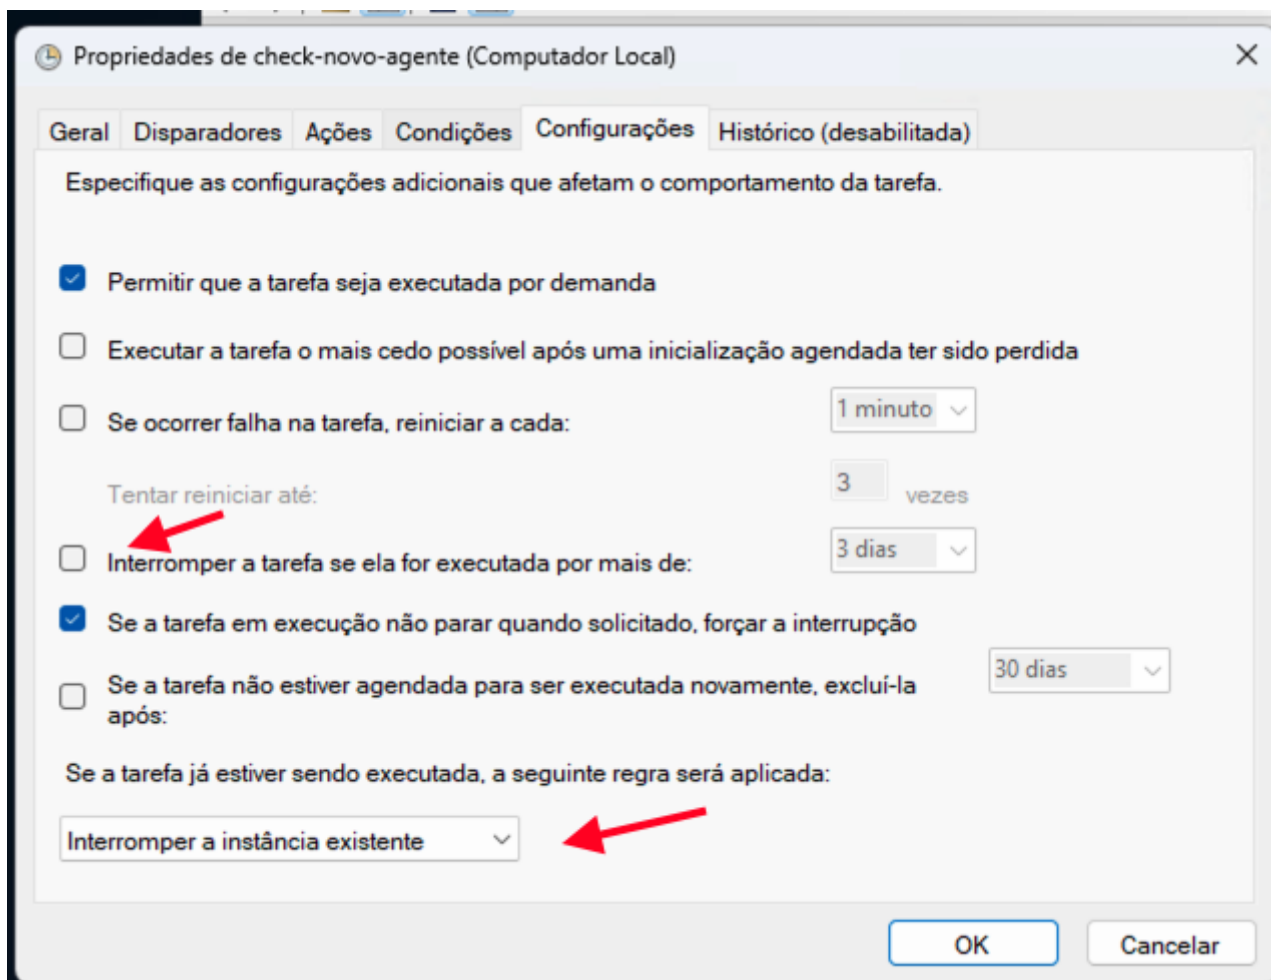 Propriedades de check-novo-agente (Computador Local)
Geral Disparadores Ações Condições Configurações Histórico (desabilitada)
Especifique as configurações adicionais que afetam o comportamento da tarefa.
Permitir que a tarefa seja executada por demanda
Executar a tarefa o mais cedo possível após uma inicialização agendada ter sido perdida
Se ocorrer falha na tarefa, reiniciar a cada: 1 minuto
Tentar reiniciar até: 3 vezes
Interromper a tarefa se ela for executada por mais de: 3 dias
Se a tarefa em execução não parar quando solicitado, forçar a interrupção
Se a tarefa não estiver agendada para ser executada novamente, excluí-la 30 dias
após:
Se a tarefa já estiver sendo executada, a seguinte regra será aplicada:
Interromper a instância existente
OK Cancelar